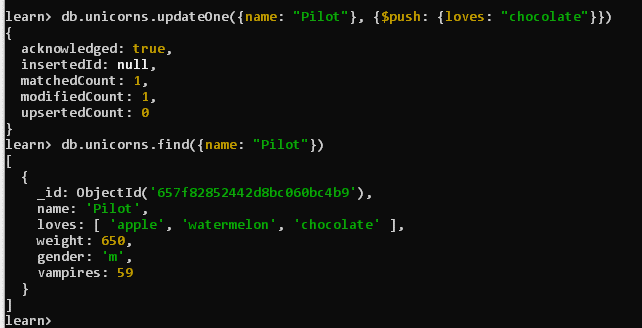 learn> db.unicorns.updateOne({name: "Pilot"}, {$push: {loves: "chocolate"}})
{
  acknowledged: true,
  insertedId: null,
  matchedCount: 1,
  modifiedCount: 1,
  upsertedCount: 0
}
learn> db.unicorns.find({name: "Pilot"})
[
  {
    _id: ObjectId('657f82852442d8bc060bc4b9'),
    name: 'Pilot',
    loves: [ 'apple', 'watermelon', 'chocolate' ],
    weight: 650,
    gender: 'm',
    vampires: 59
  }
]
learn>